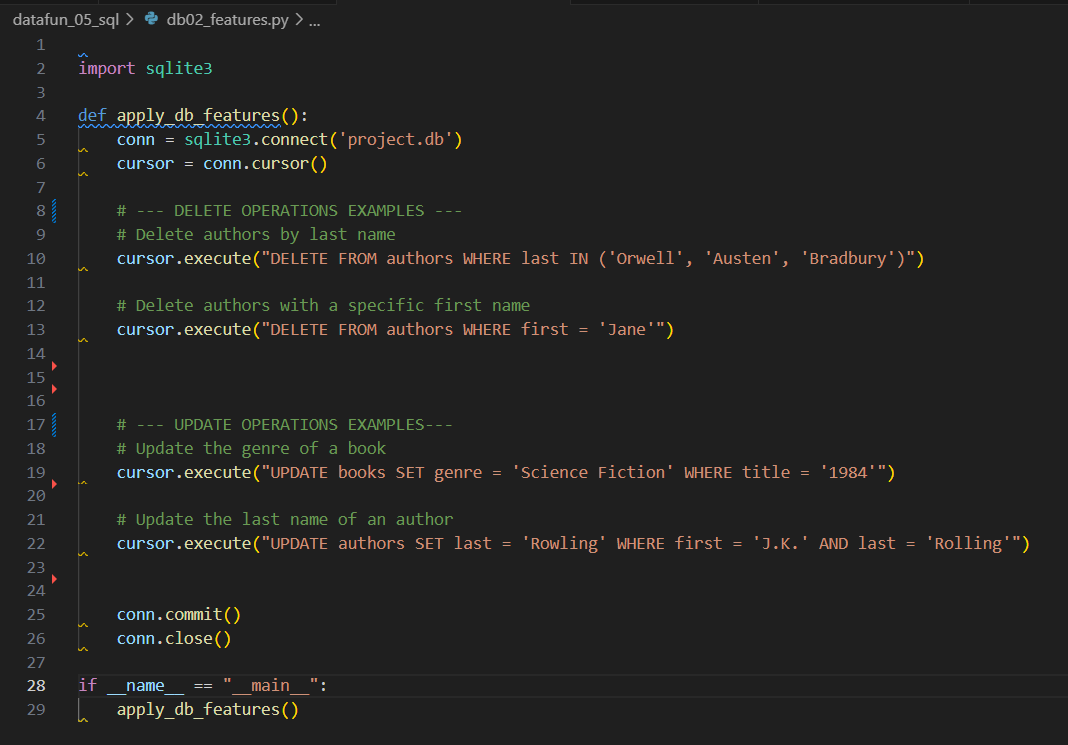 datafun_05_sql > db02_features.py > ...
1
2 import sqlite3
3
4 def apply_db_features():
5     conn = sqlite3.connect('project.db')
6     cursor = conn.cursor()
7
8     # --- DELETE OPERATIONS EXAMPLES ---
9     # Delete authors by last name
10     cursor.execute("DELETE FROM authors WHERE last IN ('Orwell', 'Austen', 'Bradbury')")
11
12     # Delete authors with a specific first name
13     cursor.execute("DELETE FROM authors WHERE first = 'Jane'")
14
15
16
17     # --- UPDATE OPERATIONS EXAMPLES---
18     # Update the genre of a book
19     cursor.execute("UPDATE books SET genre = 'Science Fiction' WHERE title = '1984'")
20
21     # Update the last name of an author
22     cursor.execute("UPDATE authors SET last = 'Rowling' WHERE first = 'J.K.' AND last = 'Rolling'")
23
24
25     conn.commit()
26     conn.close()
27
28 if __name__ == "__main__":
29     apply_db_features()